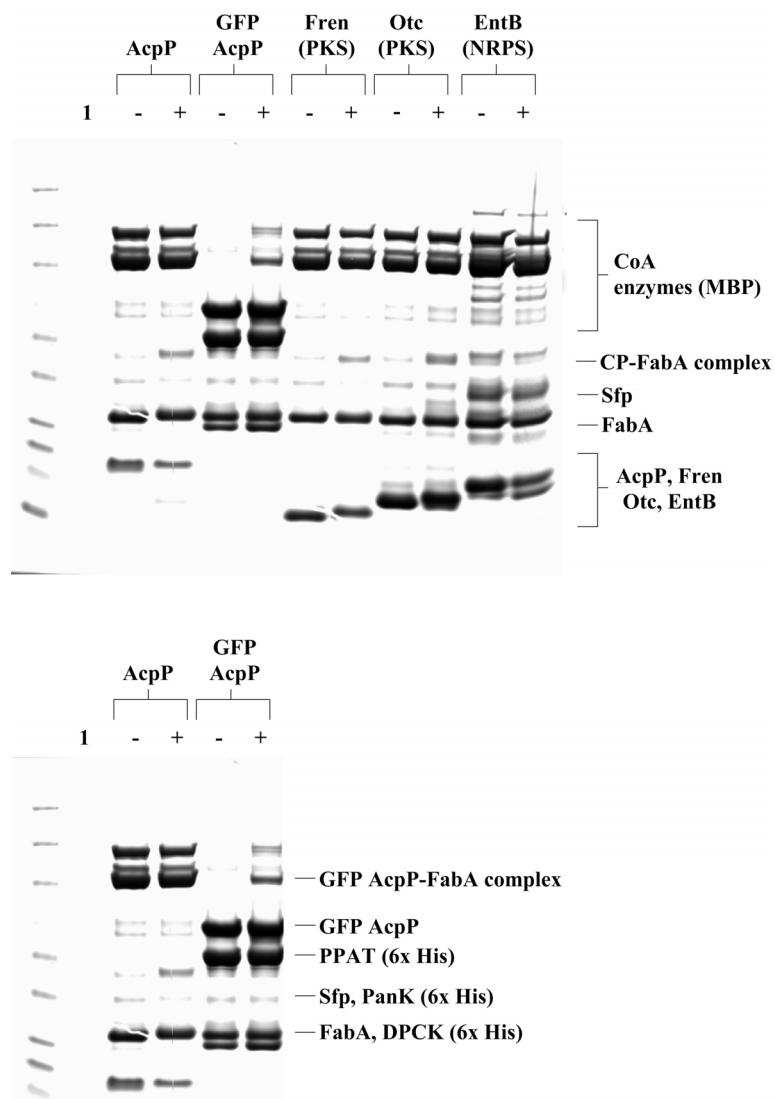 AcpP
GFP
AcpP
Fren
(PKS)
Otc
(PKS)
EntB
(NRPS)
1 - + - + - + - + - +
CoA
enzymes (MBP)
CP-FabA complex
Sfp
FabA
AcpP, Fren
Otc, EntB
AcpP
GFP
AcpP
1 - + - +
GFP AcpP-FabA complex
GFP AcpP
PPAT (6x His)
Sfp, PanK (6x His)
FabA, DPCK (6x His)